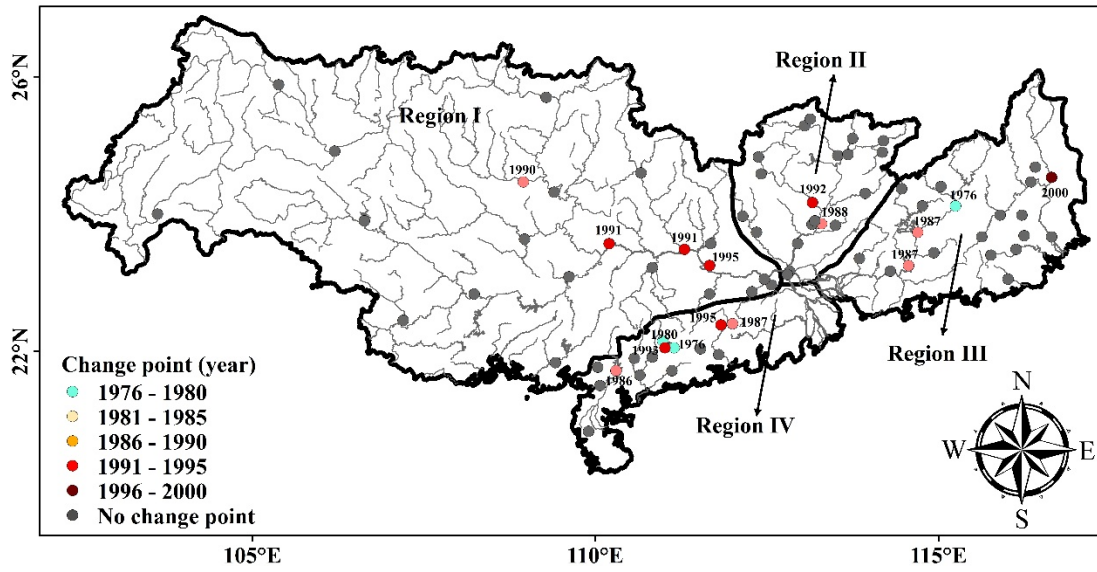 26°N
22°N
Region II
Region I
1990
1992
1988
1976
2000
1987
1987
1991
1991
1995
1995
1987
1980
1976
1993
1986
Region III
Region IV
Change point (year)
1976 - 1980
1981 - 1985
1986 - 1990
1991 - 1995
1996 - 2000
No change point
N
W
E
S
105°E
110°E
115°E